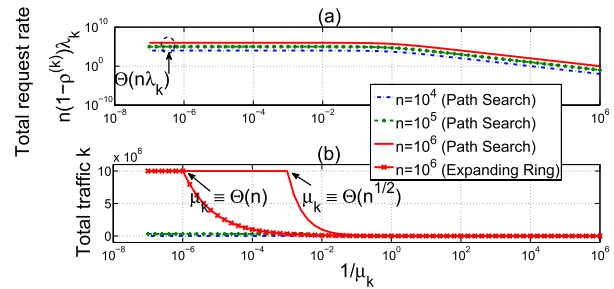 (a)
Total request rate
n(1-ρ^(k))λ_k
10^10
10^0
10^-10
Θ(nλ_k)
10^-8 10^-6 10^-4 10^-2 10^0 10^2 10^4 10^6
n=10^4 (Path Search)
n=10^5 (Path Search)
n=10^6 (Path Search)
n=10^6 (Expanding Ring)
(b)
Total traffic k
x 10^8
10
5
0
μ_k ≡ Θ(n)
μ_k ≡ Θ(n^1/2)
10^-8 10^-6 10^-4 10^-2 10^0 10^2 10^4 10^6
1/μ_k